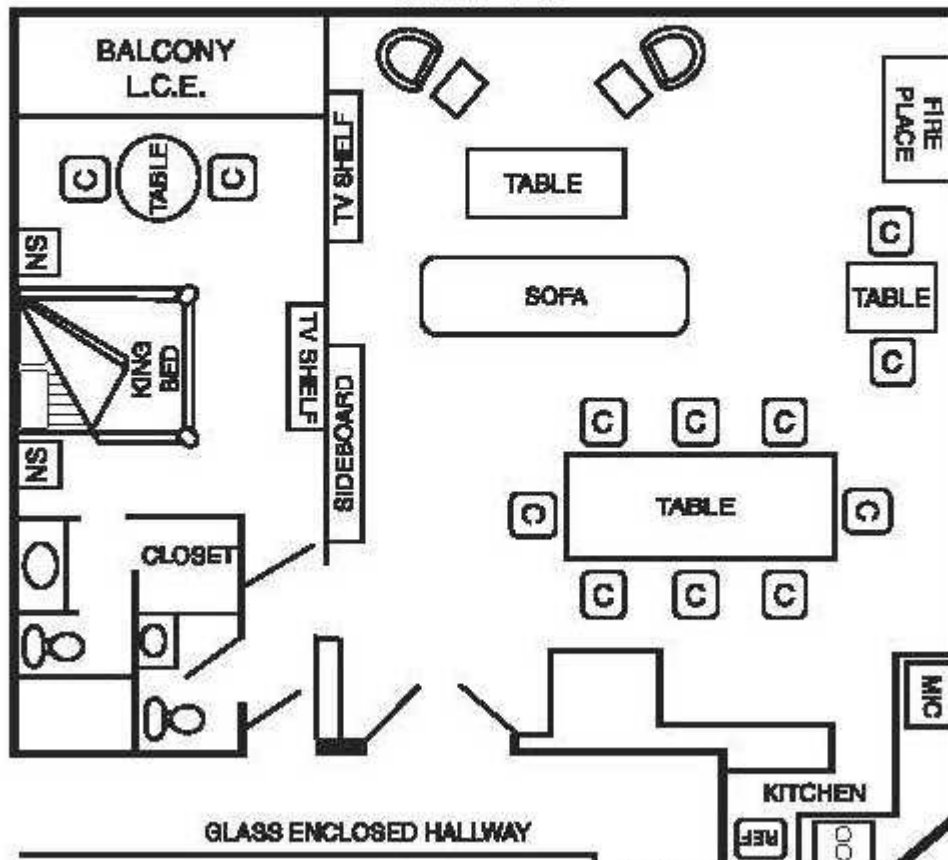 BALCONY
L.C.E.
C
TABLE
C
TV SHELF
TABLE
FIRE
PLACE
NS
C
TABLE
C
SOFA
KING
BED
TV SHELF
SIDEBOARD
NS
C
C
C
C
TABLE
C
C
C
C
CLOSET
MIC
KITCHEN
REF
GLASS ENCLOSED HALLWAY